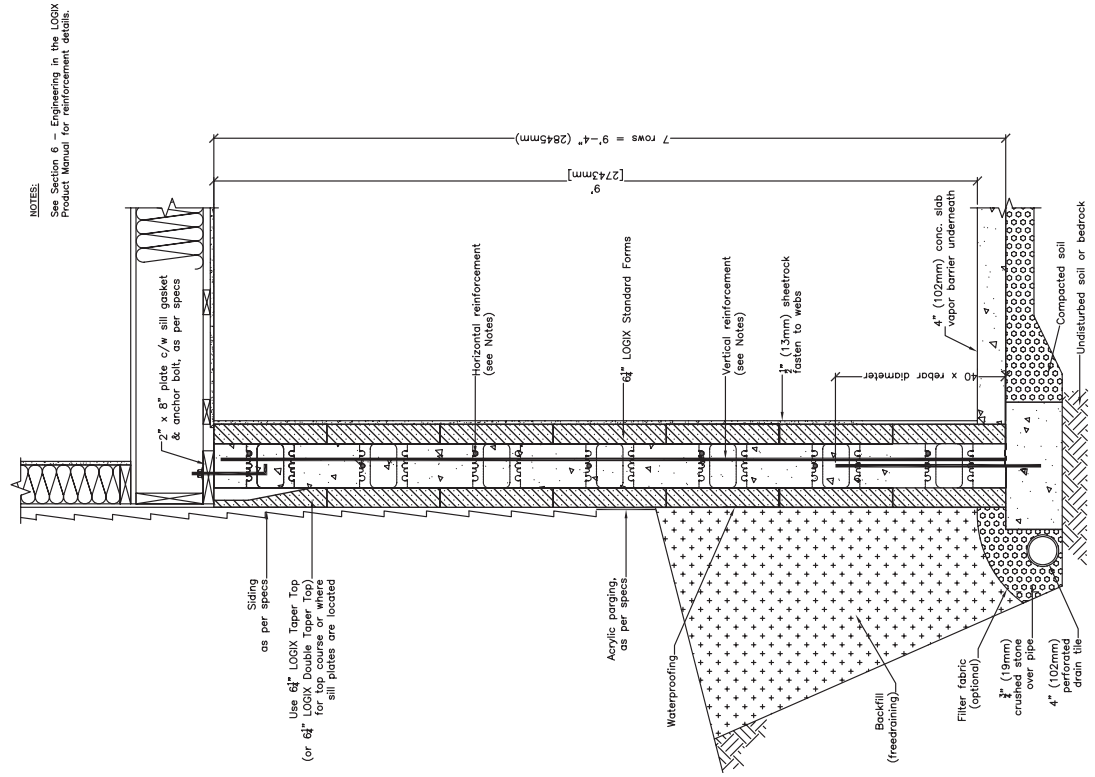 NOTES:
See Section 6 – Engineering in the LOGIX
Product Manual for reinforcement details.
7 rows = 9'-4" (2845mm)
9'
[2743mm]
2" x 8" plate c/w sill gasket
& anchor bolt, as per specs
Horizontal reinforcement
(see Notes)
6¼" LOGIX Standard Forms
Vertical reinforcement
(see Notes)
½" (13mm) sheetrock
fasten to webs
4" (102mm) conc. slab
vapor barrier underneath
40 x rebar diameter
Compacted soil
Undisturbed soil or bedrock
Siding
as per specs
Use 6¼" LOGIX Taper Top
(or 6¼" LOGIX Double Taper Top)
for top course or where
sill plates are located
Acrylic parging,
as per specs
Waterproofing
Backfill
(freedraining)
Filter fabric
(optional)
¾" (19mm)
crushed stone
over pipe
4" (102mm)
perforated
drain tile